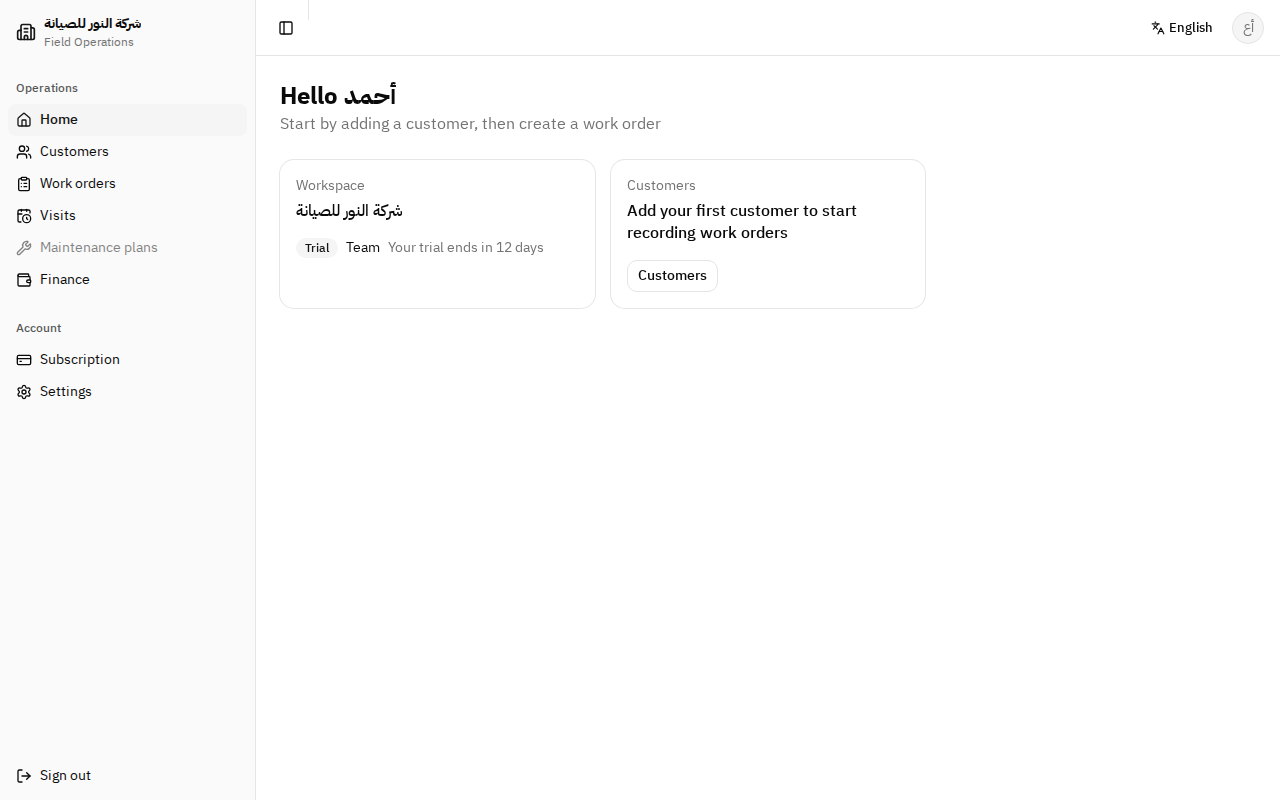 شركة النور للصيانة
Field Operations
Operations
Home
Customers
Work orders
Visits
Maintenance plans
Finance
Account
Subscription
Settings
Sign out
English
أع
Hello أحمد
Start by adding a customer, then create a work order
Workspace
شركة النور للصيانة
Trial Team Your trial ends in 12 days
Customers
Add your first customer to start
recording work orders
Customers